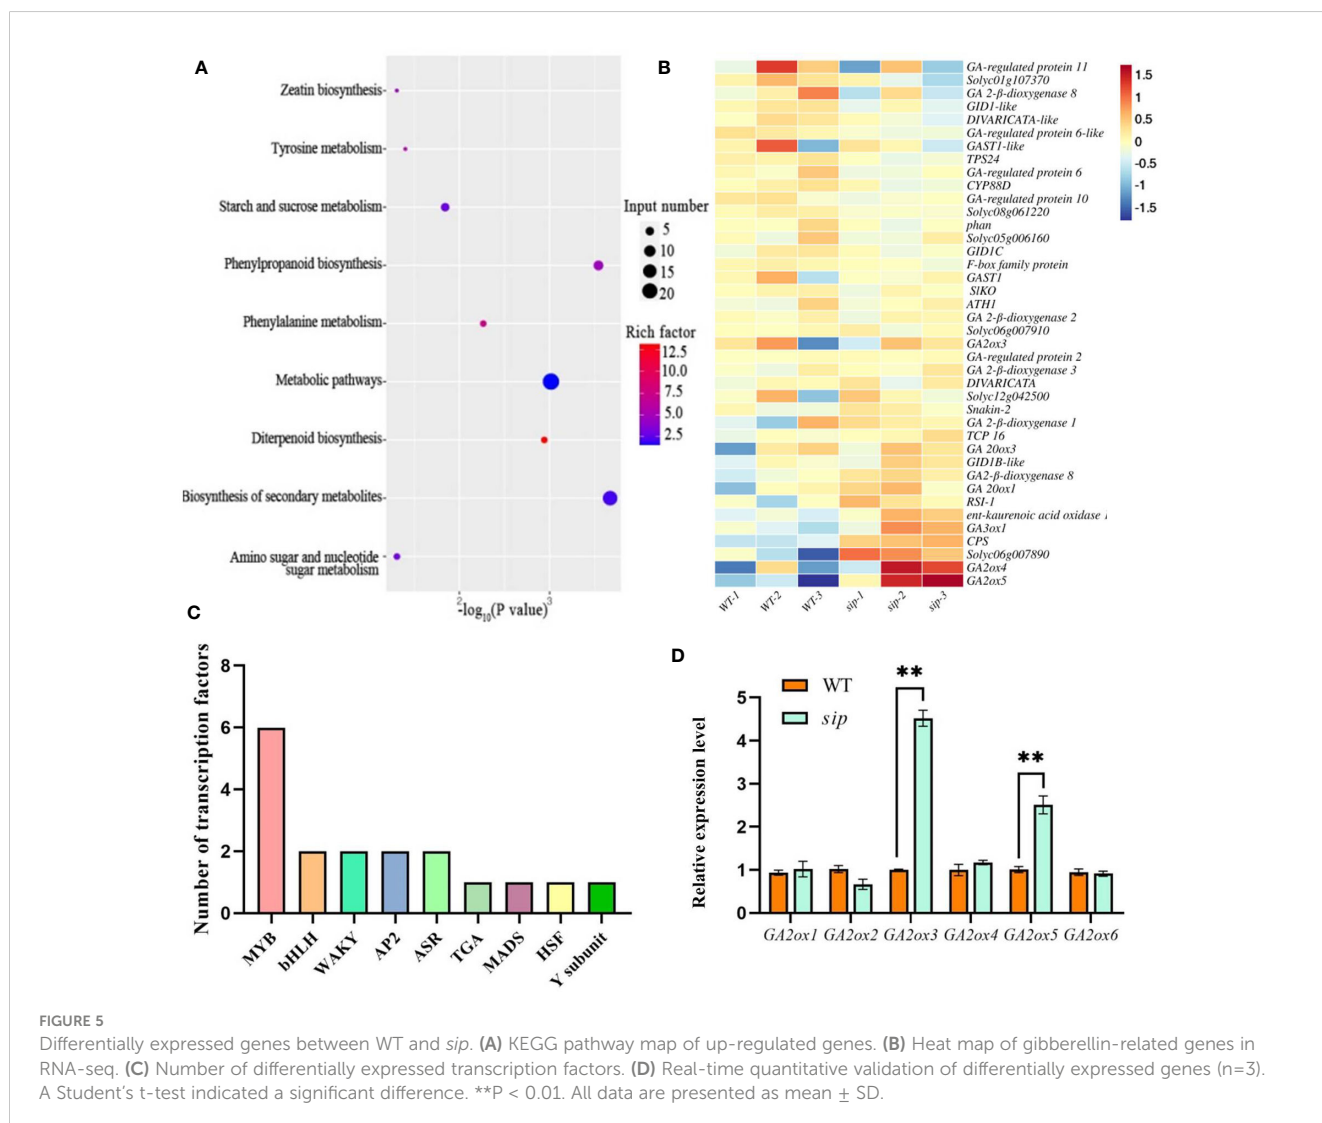 A
Zeatin biosynthesis
Tyrosine metabolism
Starch and sucrose metabolism
Phenylpropanoid biosynthesis
Phenylalanine metabolism
Metabolic pathways
Diterpenoid biosynthesis
Biosynthesis of secondary metabolites
Amino sugar and nucleotide
sugar metabolism
2 3
-log10(P value)
Input number
5
10
15
20
Rich factor
12.5
10.0
7.5
5.0
2.5
B
GA-regulated protein 11
Solyc01g107370
GA 2-β-dioxygenase 8
GID1-like
DIVARICATA-like
GA-regulated protein 6-like
GAST1-like
TPS24
GA-regulated protein 6
CYP88D
GA-regulated protein 10
Solyc08g061220
phan
Solyc05g006160
GID1C
F-box family protein
GAST1
SlKO
ATH1
GA 2-β-dioxygenase 2
Solyc06g007910
GA2ox3
GA-regulated protein 2
GA 2-β-dioxygenase 3
DIVARICATA
Solyc12g042500
Snakin-2
GA 2-β-dioxygenase 1
TCP 16
GA 20ox3
GID1B-like
GA2-β-dioxygenase 8
GA 20ox1
RSI-1
ent-kaurenoic acid oxidase
GA3ox1
CPS
Solyc06g007890
GA2ox4
GA2ox5
WT-1 WT-2 WT-3 sip-1 sip-2 sip-3
1.5
1
0.5
0
-0.5
-1
-1.5
C
Number of transcription factors
8
6
4
2
0
MYB bHLH WAKY AP2 ASR TGA MADS HSF Y subunit
D
WT
sip
** **
Relative expression level
5
4
3
2
1
0
GA2ox1 GA2ox2 GA2ox3 GA2ox4 GA2ox5 GA2ox6
FIGURE 5
Differentially expressed genes between WT and sip. (A) KEGG pathway map of up-regulated genes. (B) Heat map of gibberellin-related genes in
RNA-seq. (C) Number of differentially expressed transcription factors. (D) Real-time quantitative validation of differentially expressed genes (n=3).
A Student's t-test indicated a significant difference. **P < 0.01. All data are presented as mean ± SD.